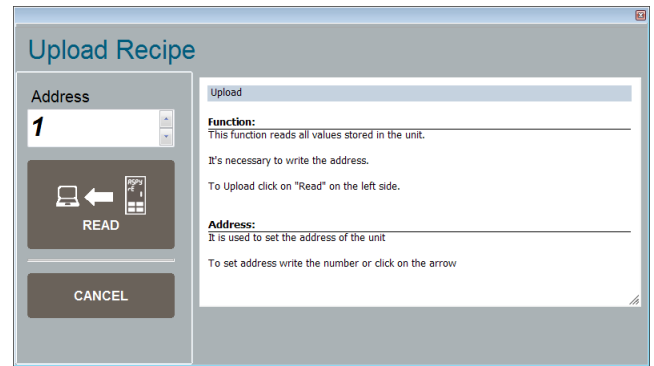 Upload Recipe
Address
1
READ
CANCEL
Upload
Function:
This function reads all values stored in the unit.
It's necessary to write the address.
To Upload click on "Read" on the left side.
Address:
It is used to set the address of the unit
To set address write the number or click on the arrow